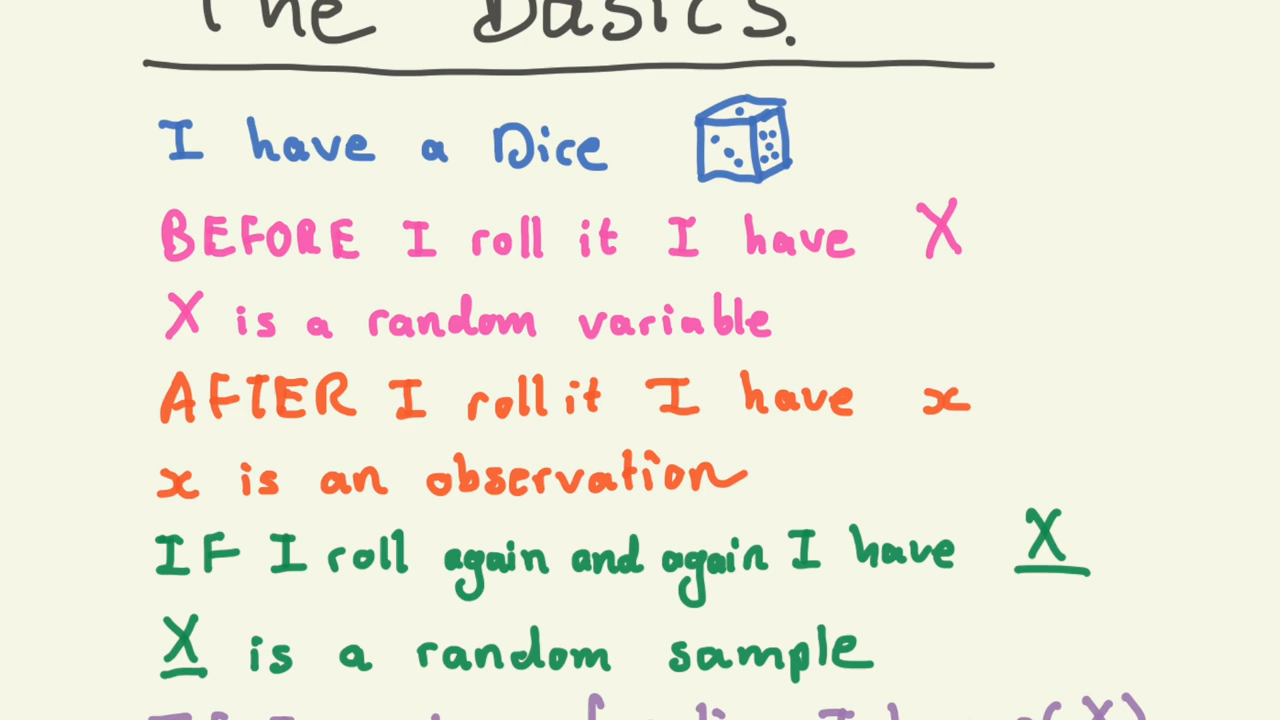 The Basics.
I have a Dice
BEFORE I roll it I have X
X is a random variable
AFTER I roll it I have x
x is an observation
IF I roll again and again I have X
X is a random sample